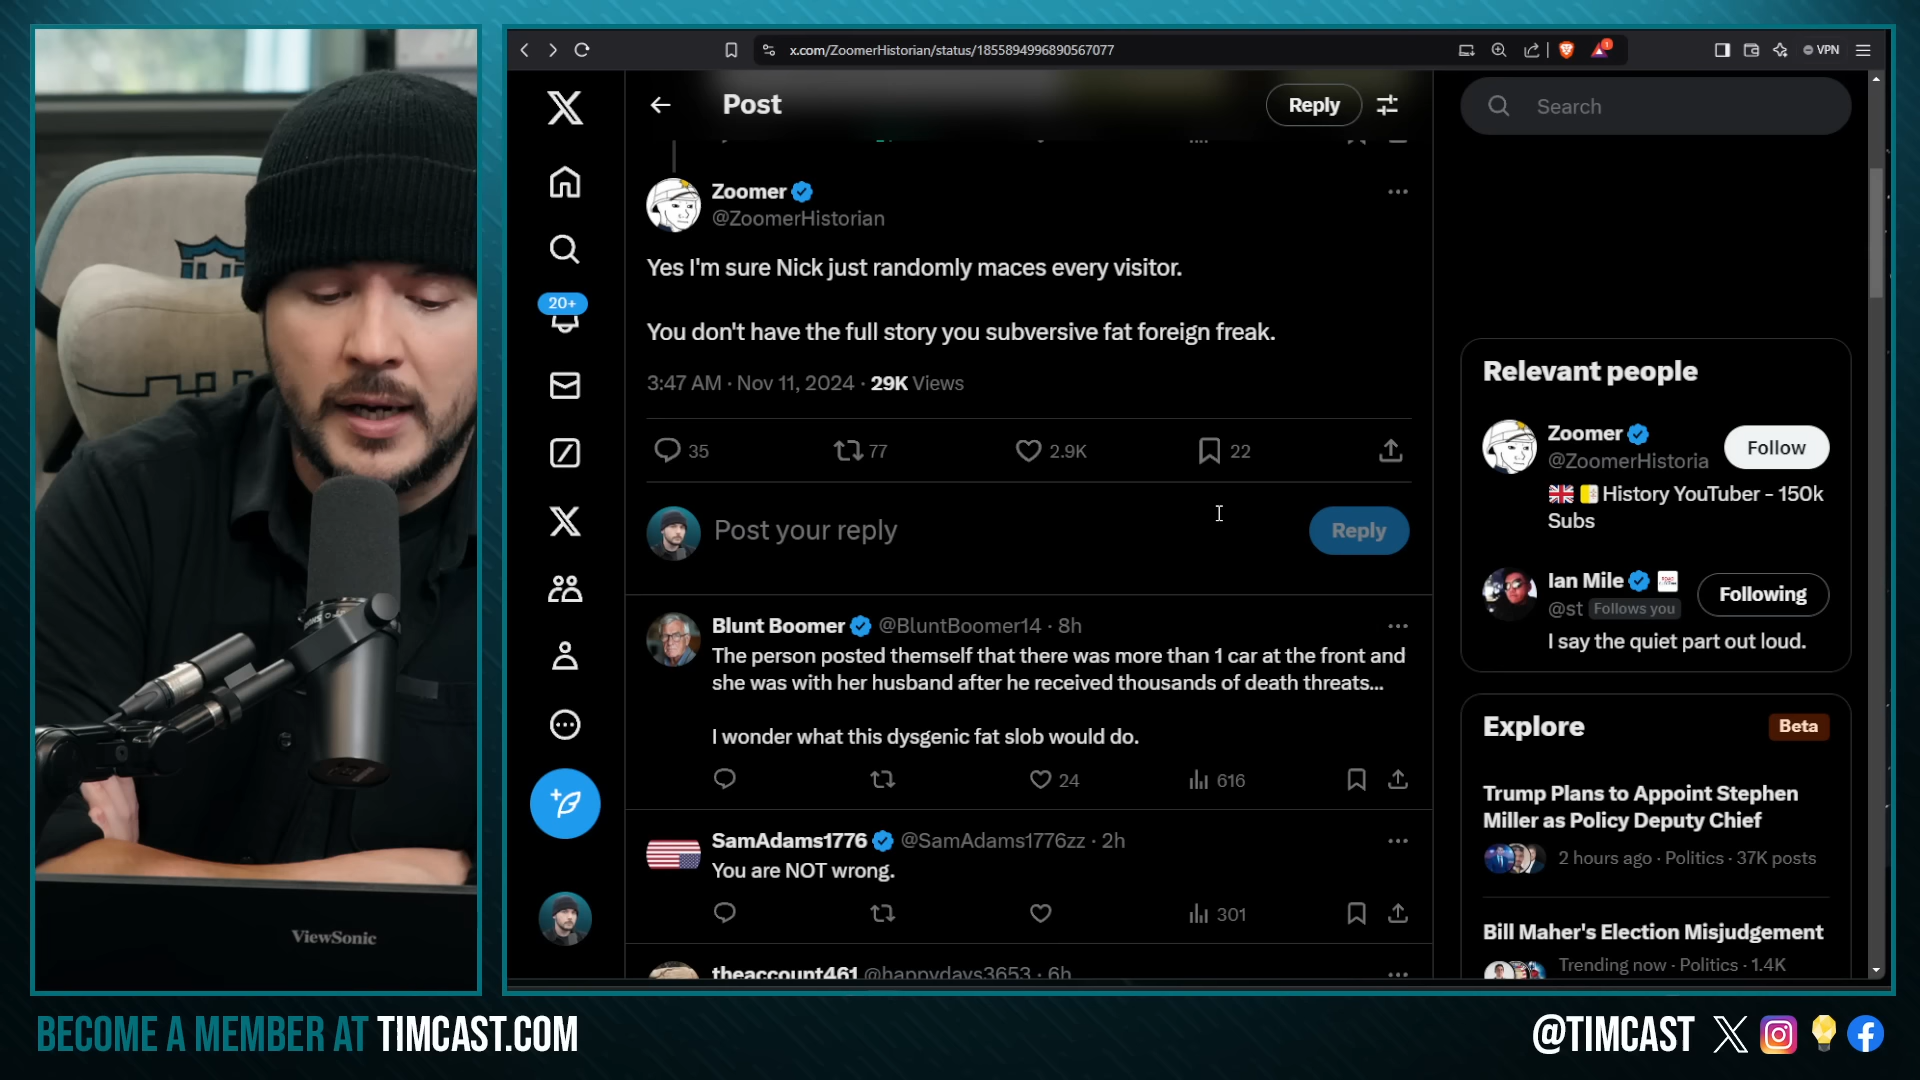 x.com/ZoomerHistorian/status/1855894996890567077
1
VPN
Post
Reply
Search
20+
Zoomer
@ZoomerHistorian
Yes I'm sure Nick just randomly maces every visitor.
You don't have the full story you subversive fat foreign freak.
3:47 AM · Nov 11, 2024 · 29K Views
35
77
2.9K
22
Post your reply
Reply
Blunt Boomer @BluntBoomer14 · 8h
The person posted themself that there was more than 1 car at the front and
she was with her husband after he received thousands of death threats...
I wonder what this dysgenic fat slob would do.
24
616
SamAdams1776 @SamAdams1776zz · 2h
You are NOT wrong.
301
theaccount461 @happydays3653 · 6h
Relevant people
Zoomer
@ZoomerHistoria
Follow
History YouTuber - 150k
Subs
Ian Mile
@st Follows you
Following
I say the quiet part out loud.
Explore
Beta
Trump Plans to Appoint Stephen
Miller as Policy Deputy Chief
2 hours ago · Politics · 37K posts
Bill Maher's Election Misjudgement
Trending now · Politics · 1.4K
ViewSonic
BECOME A MEMBER AT TIMCAST.COM
@TIMCAST